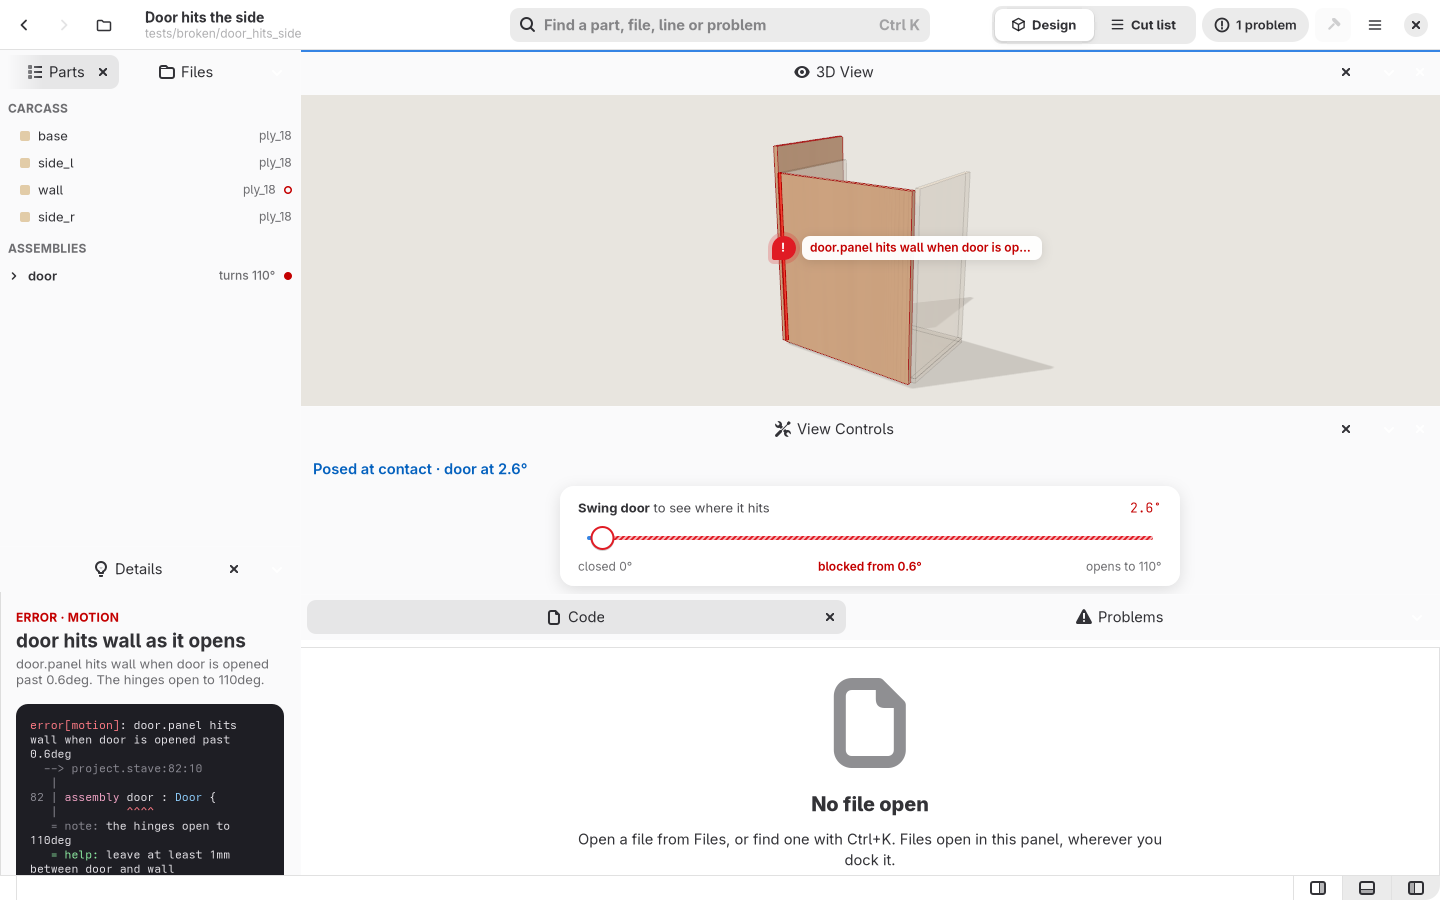 Door hits the side
tests/broken/door_hits_side
Find a part, file, line or problem Ctrl K
Design
Cut list
1 problem
Parts
Files
CARCASS
base ply_18
side_l ply_18
wall ply_18
side_r ply_18
ASSEMBLIES
door turns 110°
3D View
! door.panel hits wall when door is op...
View Controls
Posed at contact · door at 2.6°
Swing door to see where it hits 2.6°
closed 0° blocked from 0.6° opens to 110°
Details
ERROR · MOTION
door hits wall as it opens
door.panel hits wall when door is opened
past 0.6deg. The hinges open to 110deg.
error[motion]: door.panel hits
wall when door is opened past
0.6deg
--> project.stave:82:10
|
82 | assembly door : Door {
| ^^^^
= note: the hinges open to
110deg
= help: leave at least 1mm
between door and wall
Code
Problems
No file open
Open a file from Files, or find one with Ctrl+K. Files open in this panel, wherever you
dock it.